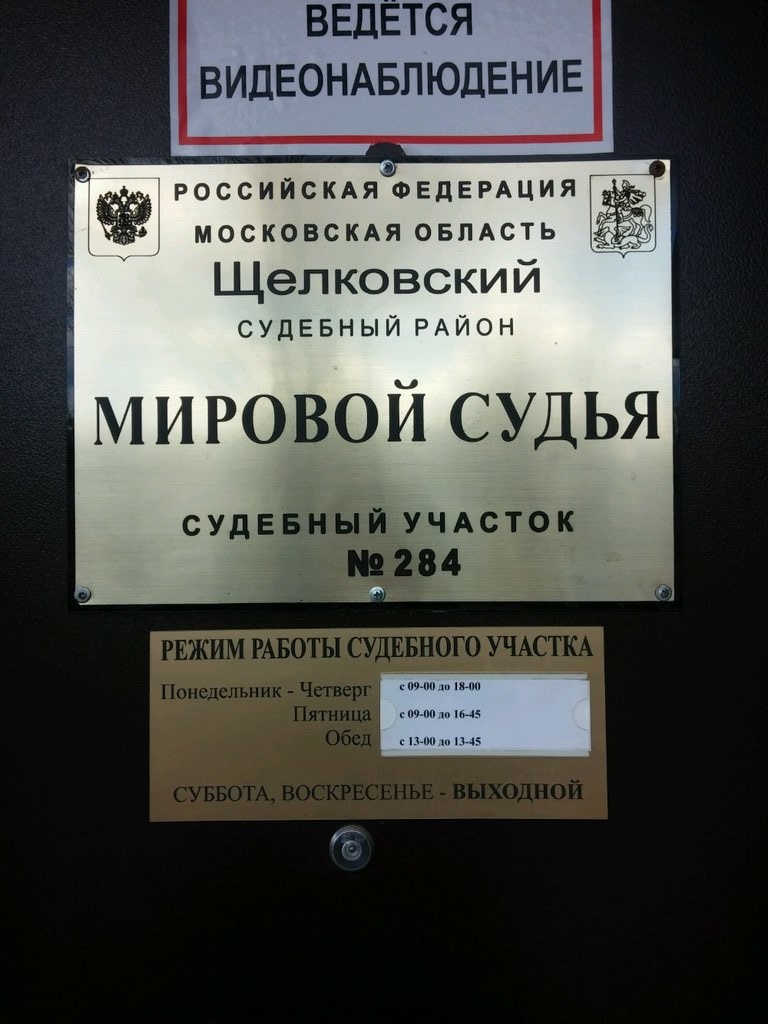 ВЕДЁТСЯ
ВИДЕОНАБЛЮДЕНИЕ
РОССИЙСКАЯ ФЕДЕРАЦИЯ
МОСКОВСКАЯ ОБЛАСТЬ
Щелковский
СУДЕБНЫЙ РАЙОН
МИРОВОЙ СУДЬЯ
СУДЕБНЫЙ УЧАСТОК
№ 284
РЕЖИМ РАБОТЫ СУДЕБНОГО УЧАСТКА
Понедельник - Четверг с 09-00 до 18-00
Пятница с 09-00 до 16-45
Обед с 13-00 до 13-45
СУББОТА, ВОСКРЕСЕНЬЕ - ВЫХОДНОЙ